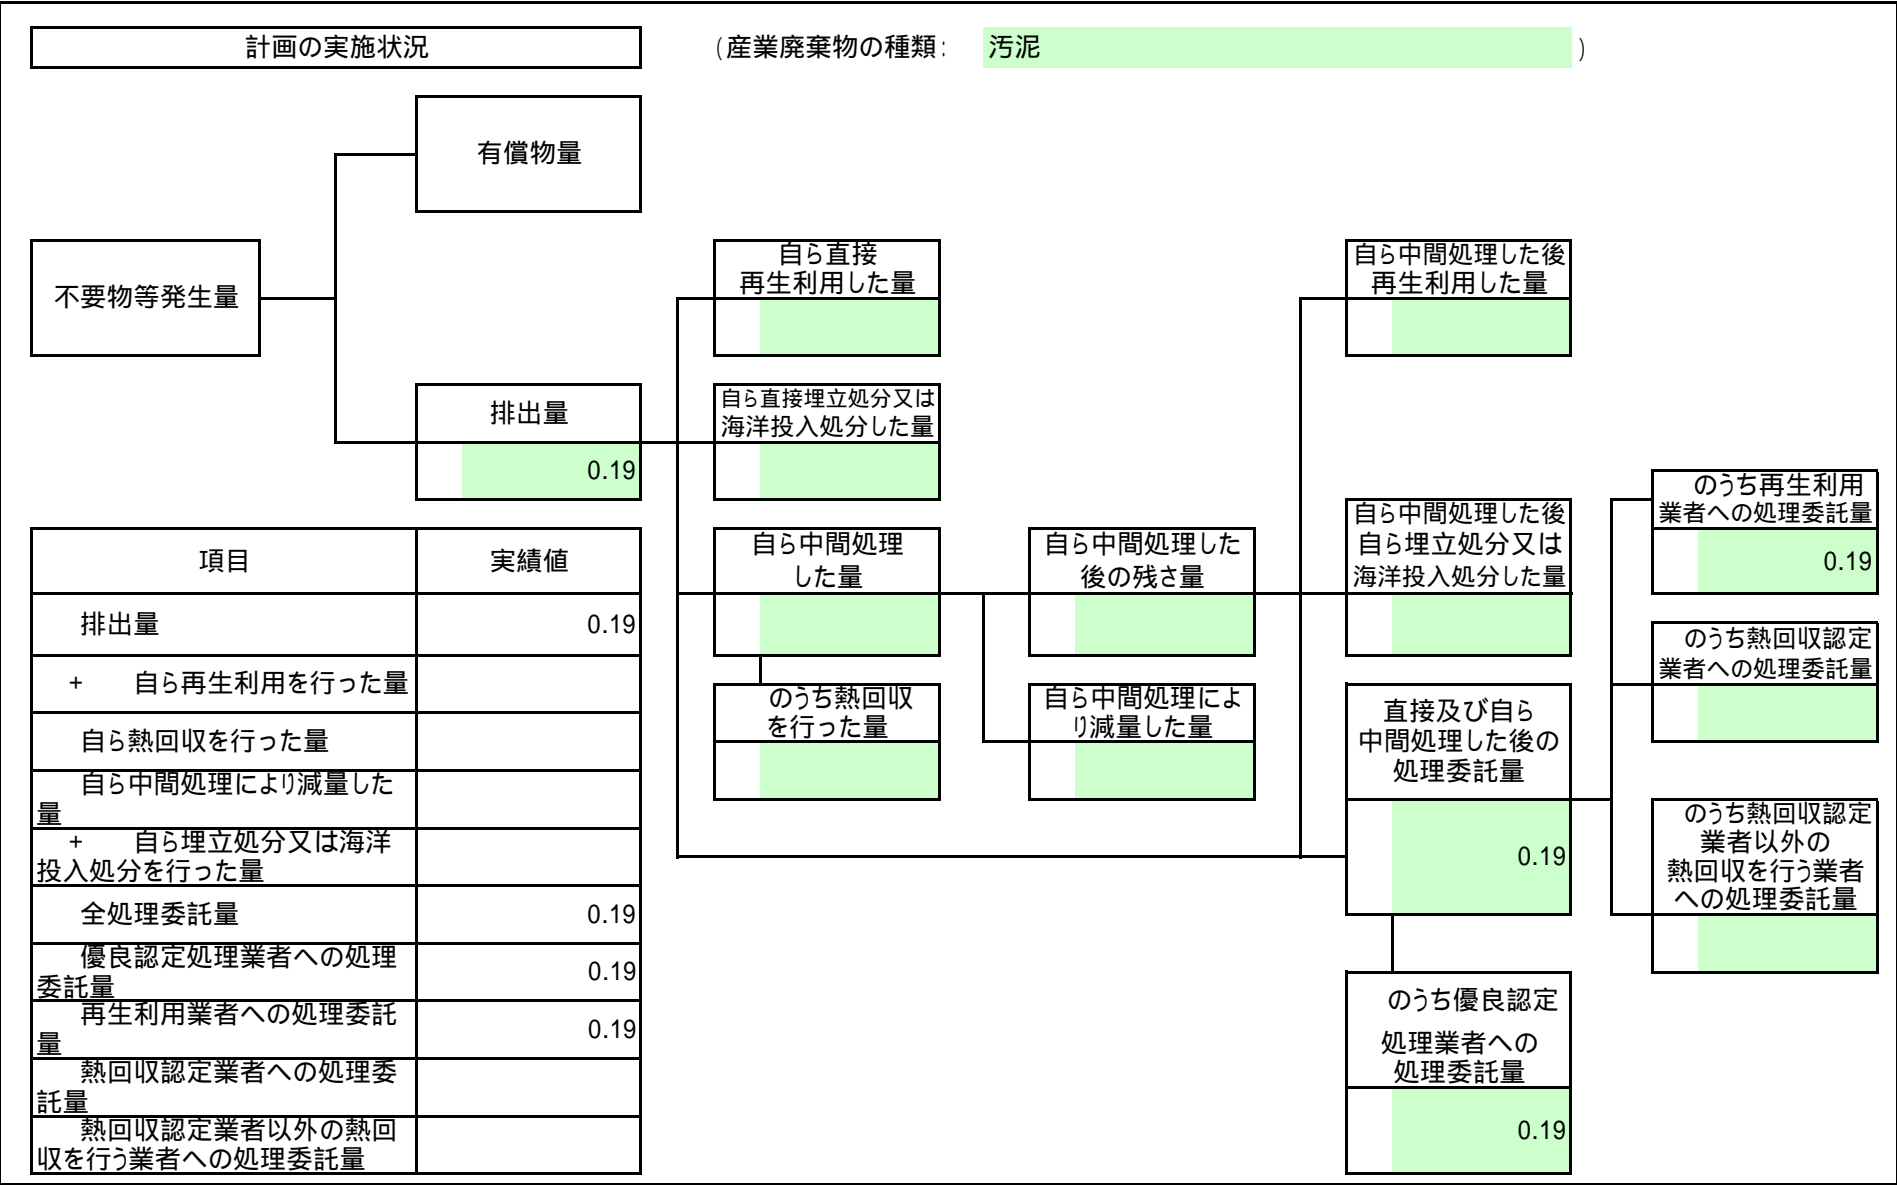 計画の実施状況
(産業廃棄物の種類: 汚泥 )
有償物量
不要物等発生量
排出量
0.19
自ら直接
再生利用した量
自ら直接埋立処分又は
海洋投入処分した量
自ら中間処理
した量
のうち熱回収
を行った量
自ら中間処理した
後の残さ量
自ら中間処理によ
り減量した量
自ら中間処理した後
再生利用した量
自ら中間処理した後
自ら埋立処分又は
海洋投入処分した量
直接及び自ら
中間処理した後の
処理委託量
0.19
のうち優良認定
処理業者への
処理委託量
0.19
のうち再生利用
業者への処理委託量
0.19
のうち熱回収認定
業者への処理委託量
のうち熱回収認定
業者以外の
熱回収を行う業者
への処理委託量
項目 実績値
排出量 0.19
+ 自ら再生利用を行った量
自ら熱回収を行った量
自ら中間処理により減量した
量
+ 自ら埋立処分又は海洋
投入処分を行った量
全処理委託量 0.19
優良認定処理業者への処理
委託量 0.19
再生利用業者への処理委託
量 0.19
熱回収認定業者への処理委
託量
熱回収認定業者以外の熱回
収を行う業者への処理委託量